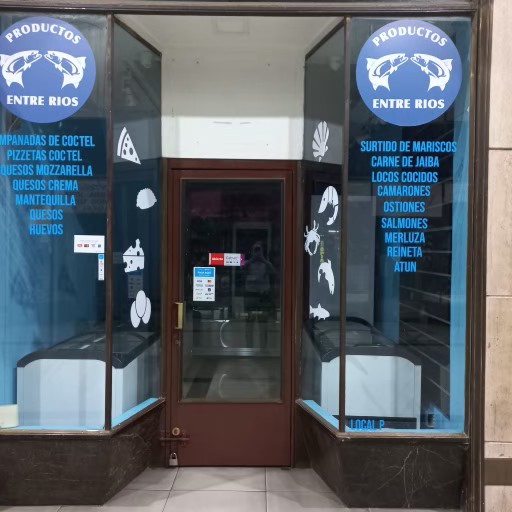 PRODUCTOS
ENTRE RIOS
MPANADAS DE COCTEL
PIZZETAS COCTEL
QUESOS MOZZARELLA
QUESOS CREMA
MANTEQUILLA
QUESOS
HUEVOS
PRODUCTOS
ENTRE RIOS
SURTIDO DE MARISCOS
CARNE DE JAIBA
LOCOS COCIDOS
CAMARONES
OSTIONES
SALMONES
MERLUZA
REINETA
ATUN
LOCAL